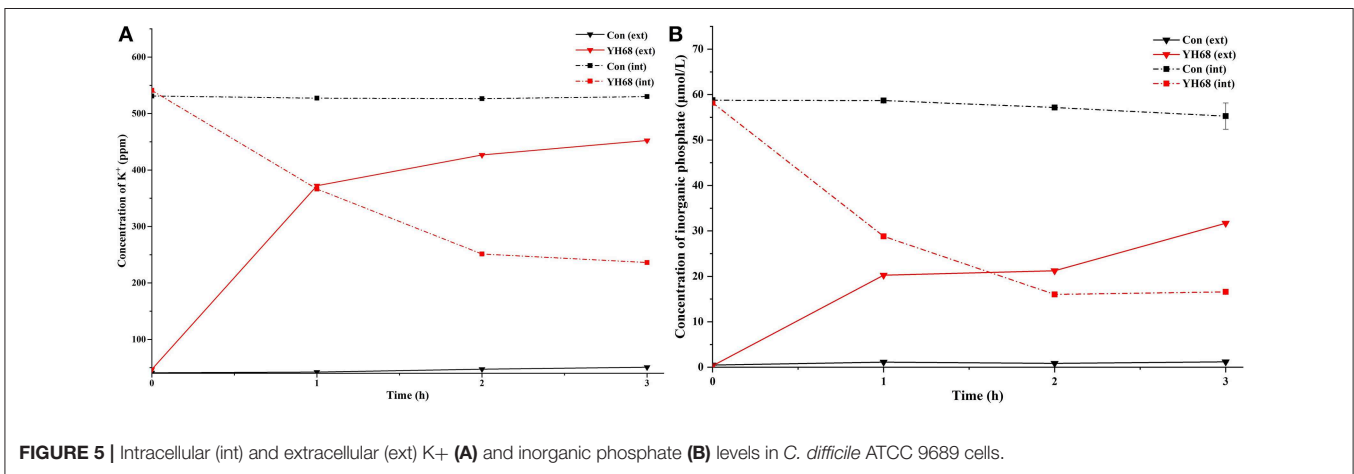 A
Con (ext)
YH68 (ext)
Con (int)
YH68 (int)
Concentration of K⁺ (ppm)
600
500
400
300
200
100
0
1
2
3
Time (h)
B
Con (ext)
YH68 (ext)
Con (int)
YH68 (int)
Concentration of inorganic phosphate (μmol/L)
70
60
50
40
30
20
10
0
0
1
2
3
Time (h)
FIGURE 5 | Intracellular (int) and extracellular (ext) K+ (A) and inorganic phosphate (B) levels in C. difficile ATCC 9689 cells.